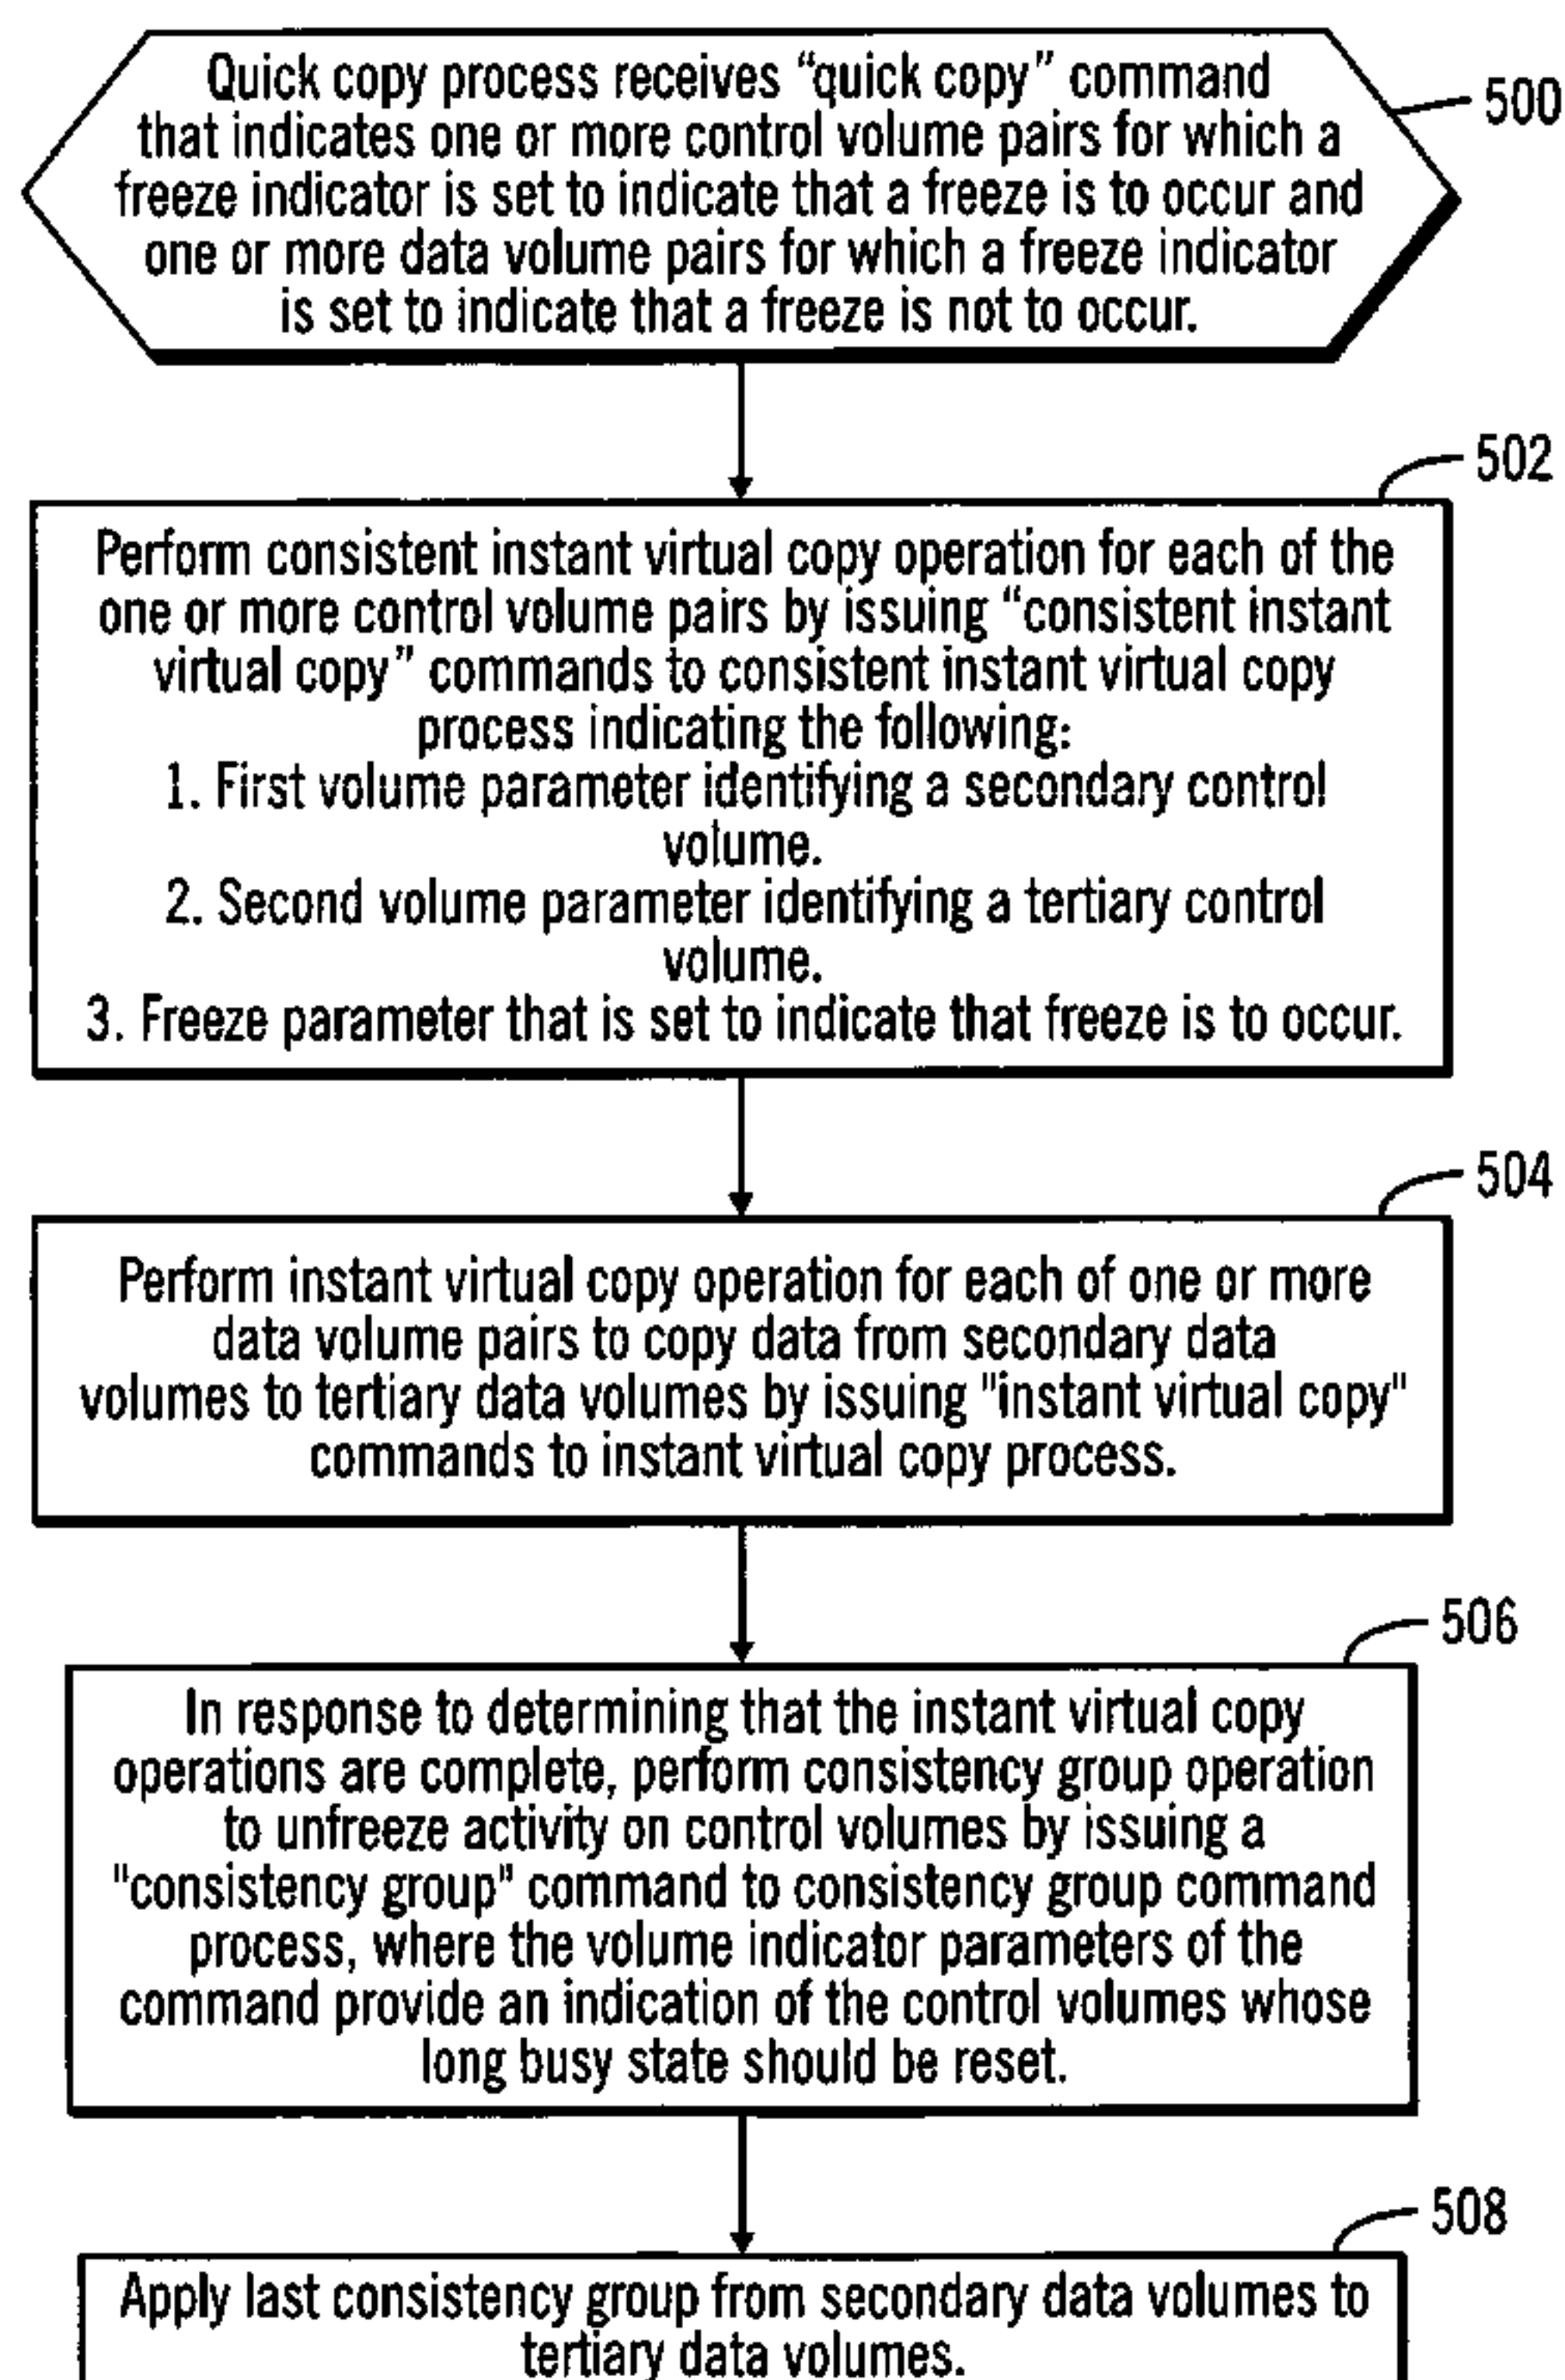 Quick copy process receives “quick copy” command
that indicates one or more control volume pairs for which a
freeze indicator is set to indicate that a freeze is to occur and
one or more data volume pairs for which a freeze indicator
is set to indicate that a freeze is not to occur.
500
502
Perform consistent instant virtual copy operation for each of the
one or more control volume pairs by issuing “consistent instant
virtual copy” commands to consistent instant virtual copy
process indicating the following:
1. First volume parameter identifying a secondary control
volume.
2. Second volume parameter identifying a tertiary control
volume.
3. Freeze parameter that is set to indicate that freeze is to occur.
504
Perform instant virtual copy operation for each of one or more
data volume pairs to copy data from secondary data
volumes to tertiary data volumes by issuing "instant virtual copy"
commands to instant virtual copy process.
506
In response to determining that the instant virtual copy
operations are complete, perform consistency group operation
to unfreeze activity on control volumes by issuing a
"consistency group" command to consistency group command
process, where the volume indicator parameters of the
command provide an indication of the control volumes whose
long busy state should be reset.
508
Apply last consistency group from secondary data volumes to
tertiary data volumes.